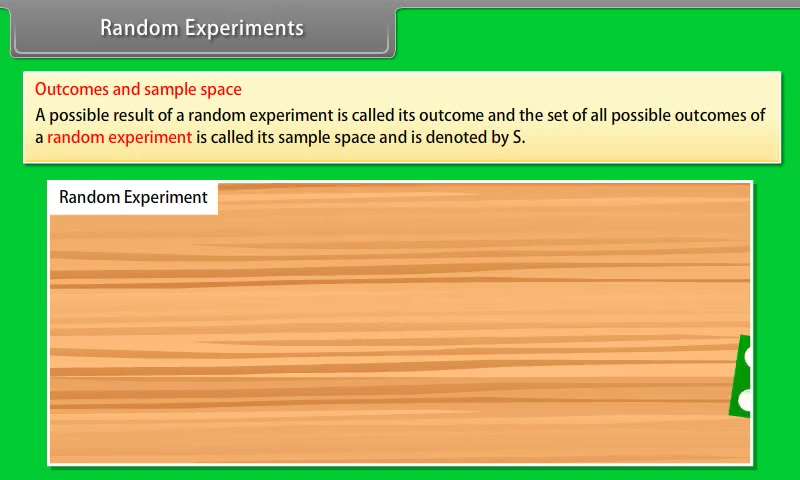 Random Experiments
Outcomes and sample space
A possible result of a random experiment is called its outcome and the set of all possible outcomes of
a random experiment is called its sample space and is denoted by S.
Random Experiment